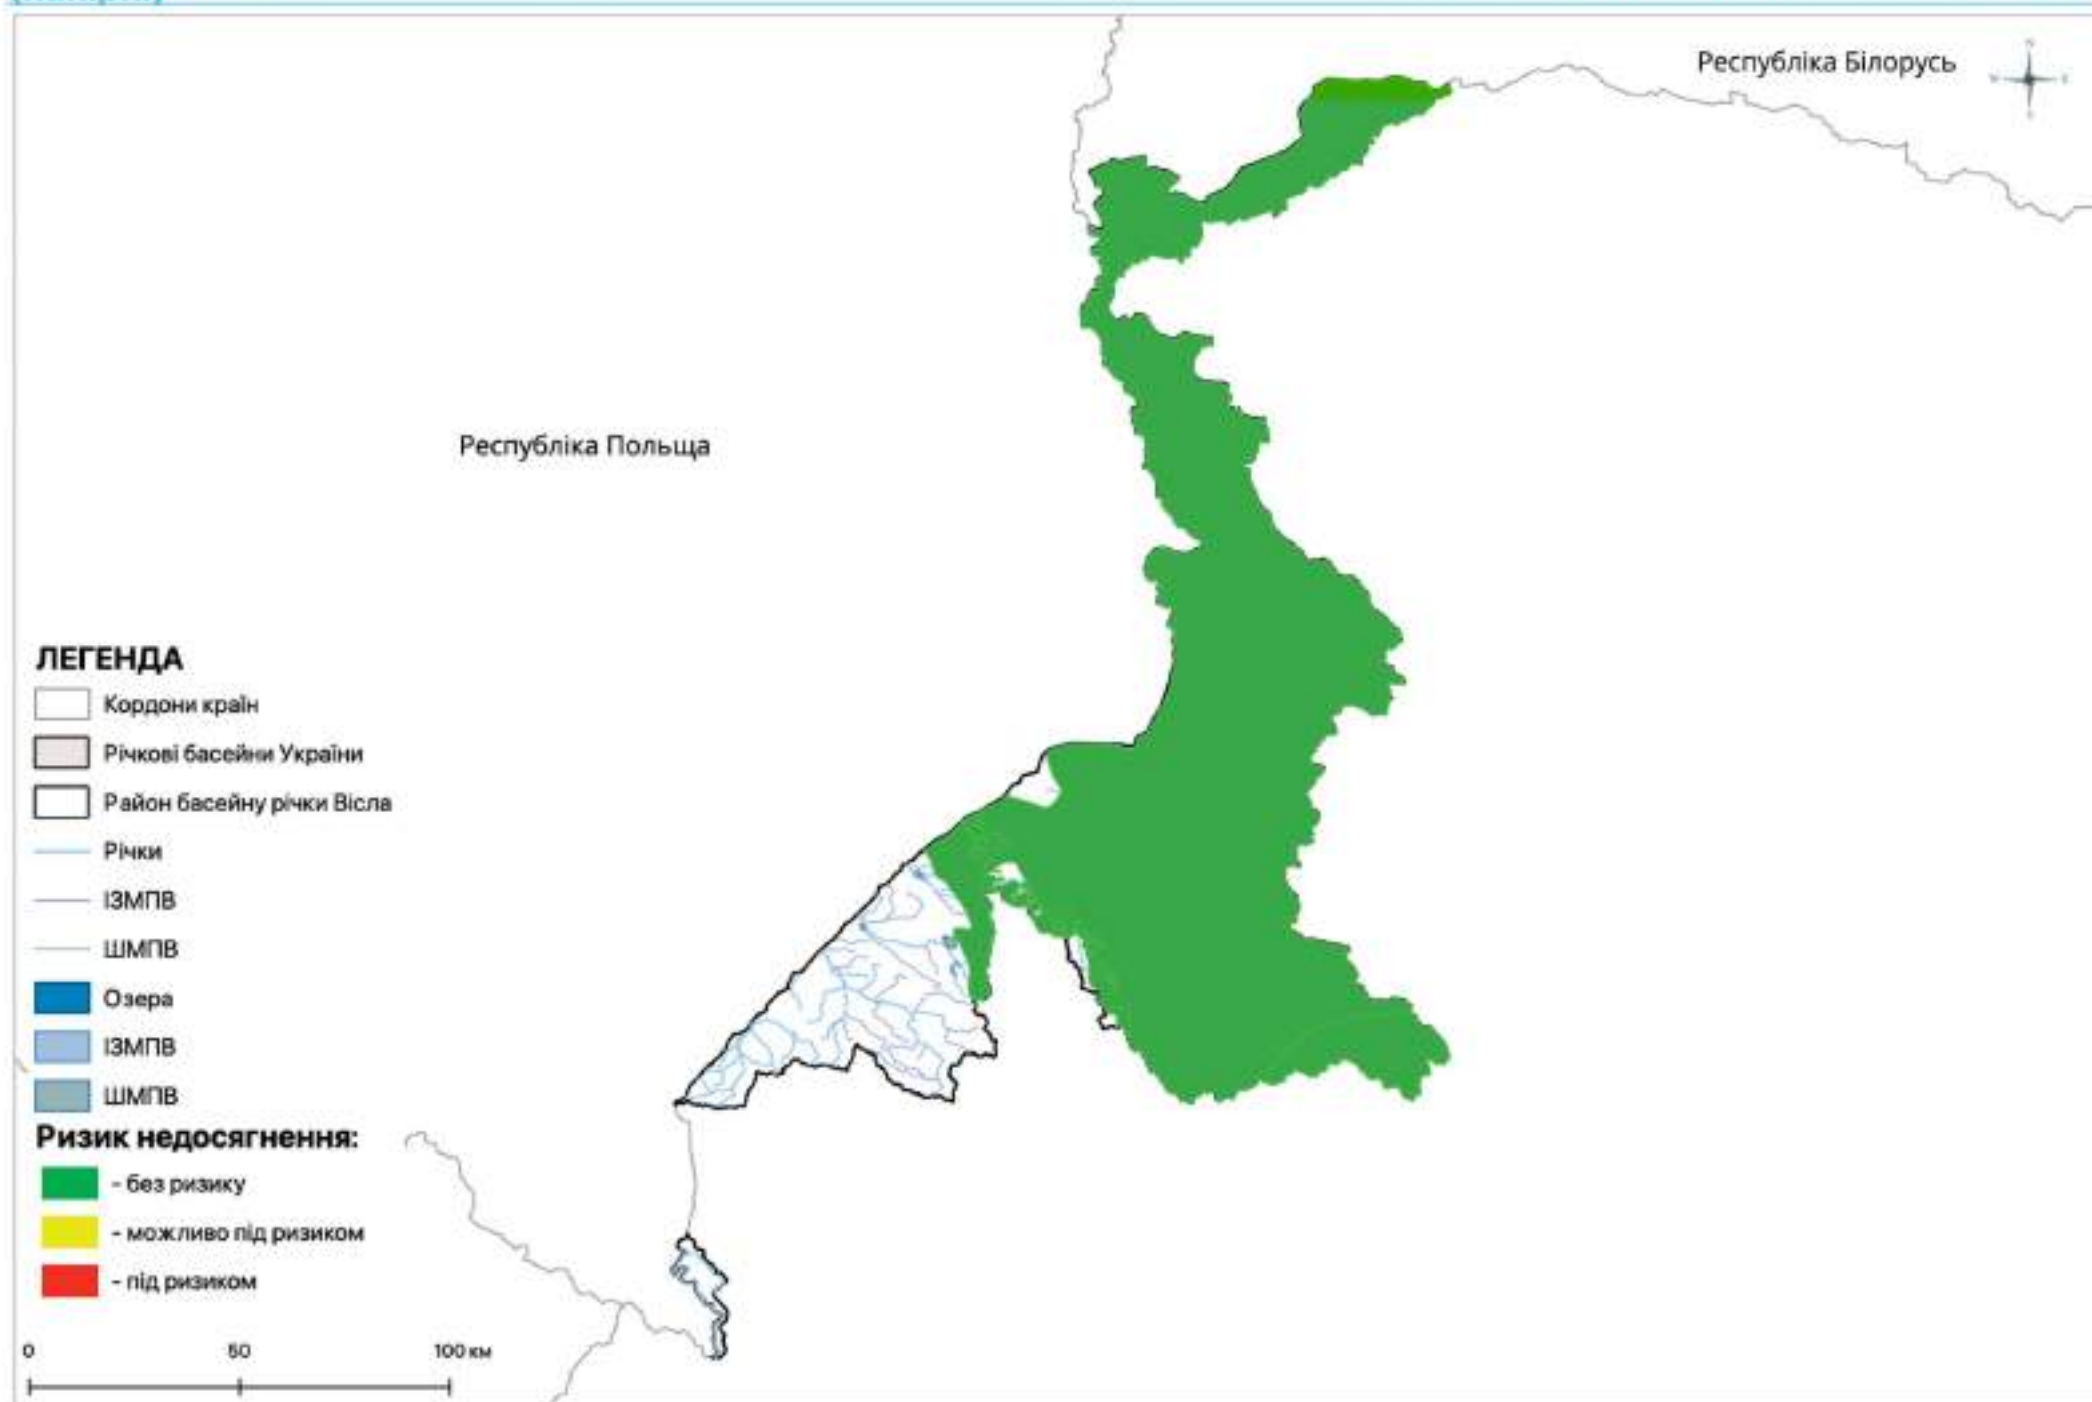 Республіка Білорусь
Республіка Польща
ЛЕГЕНДА
Кордони країн
Річкові басейни України
Район басейну річки Вісла
Річки
ІЗМПВ
ШМПВ
Озера
ІЗМПВ
ШМПВ
Ризик недосягнення:
- без ризику
- можливо під ризиком
- під ризиком
0 50 100 км